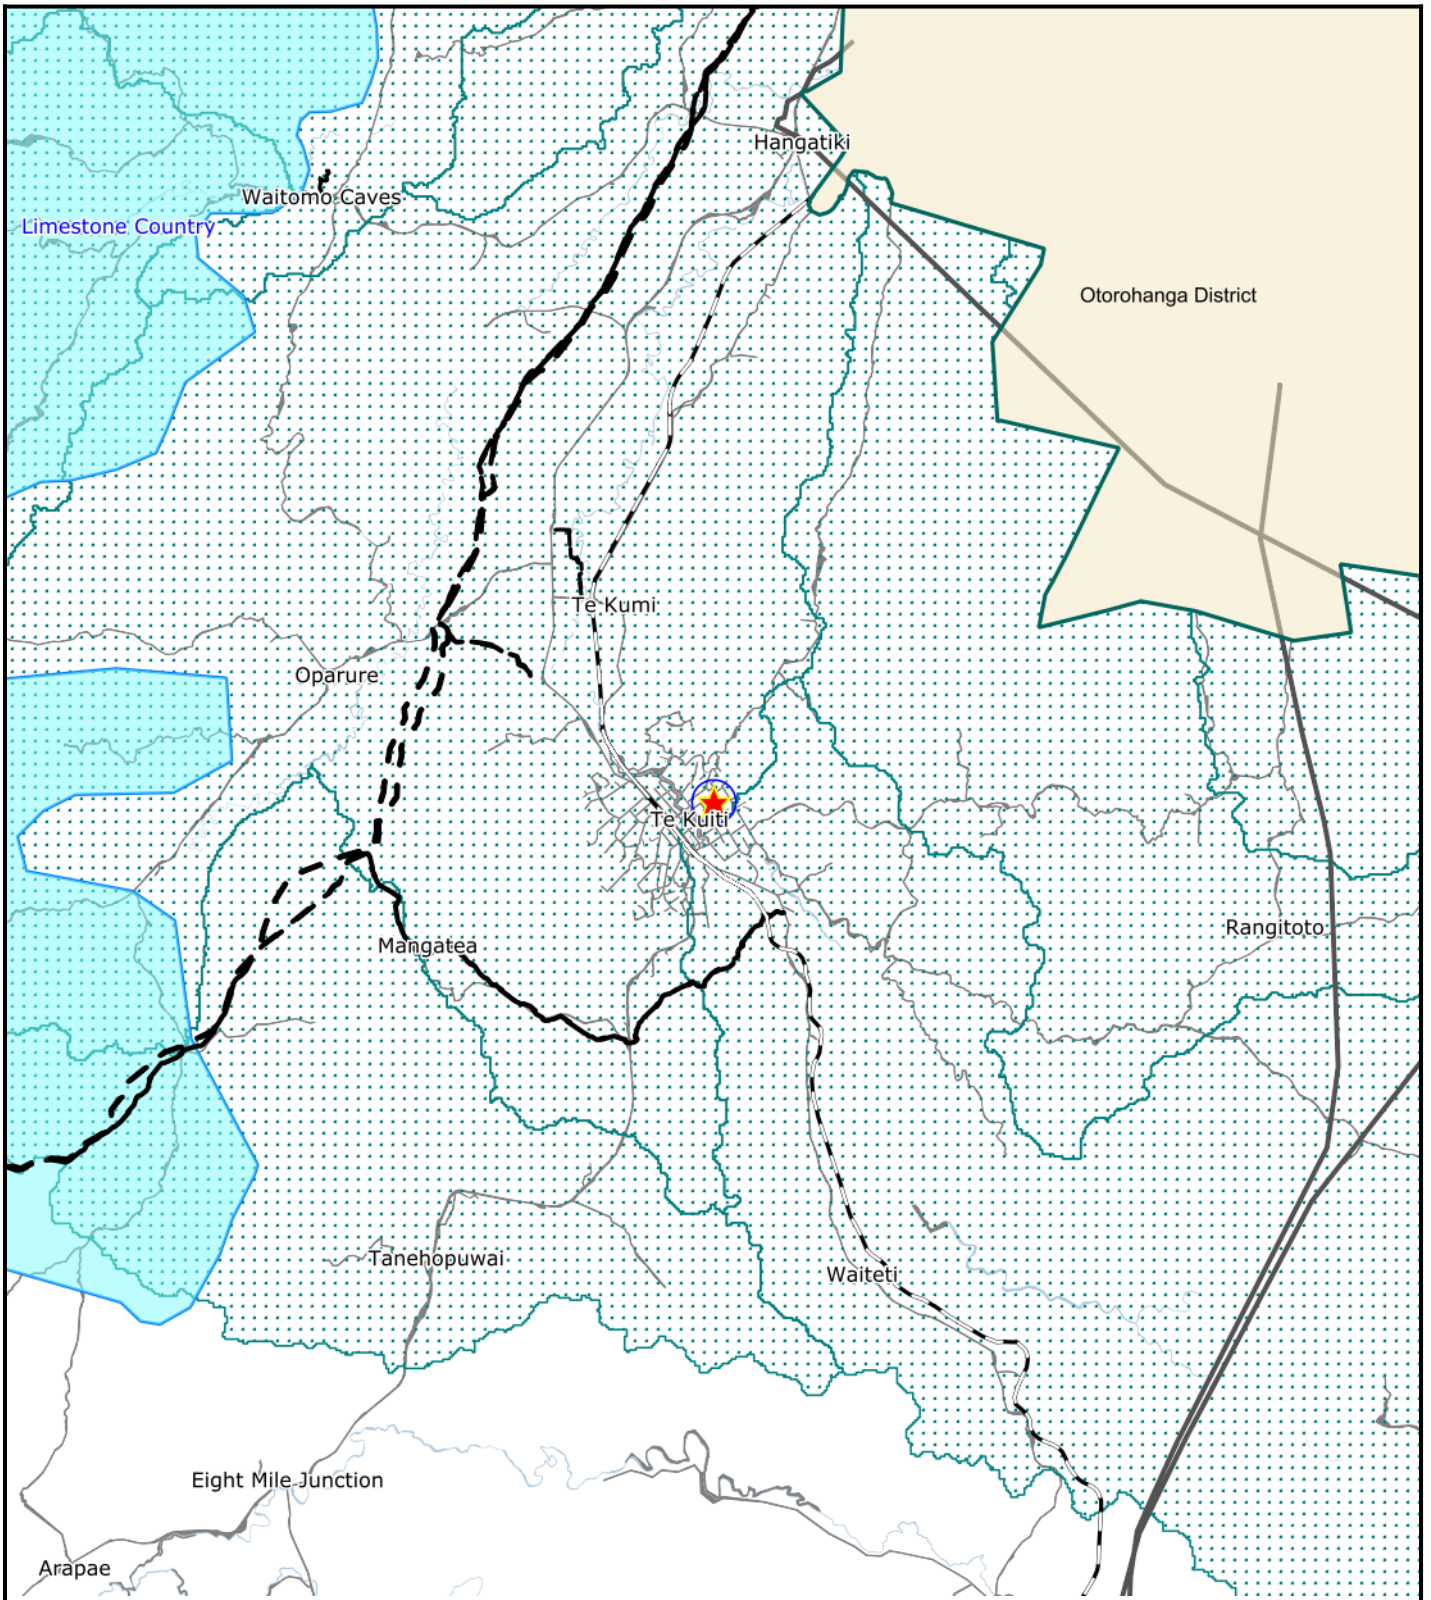 Hangatiki
Waitomo Caves
Limestone Country
Otorohanga District
Te Kumi
Oparure
Te Kuiti
Rangitoto
Mangatea
Tanehopuwai
Waiteti
Eight Mile Junction
Arapae